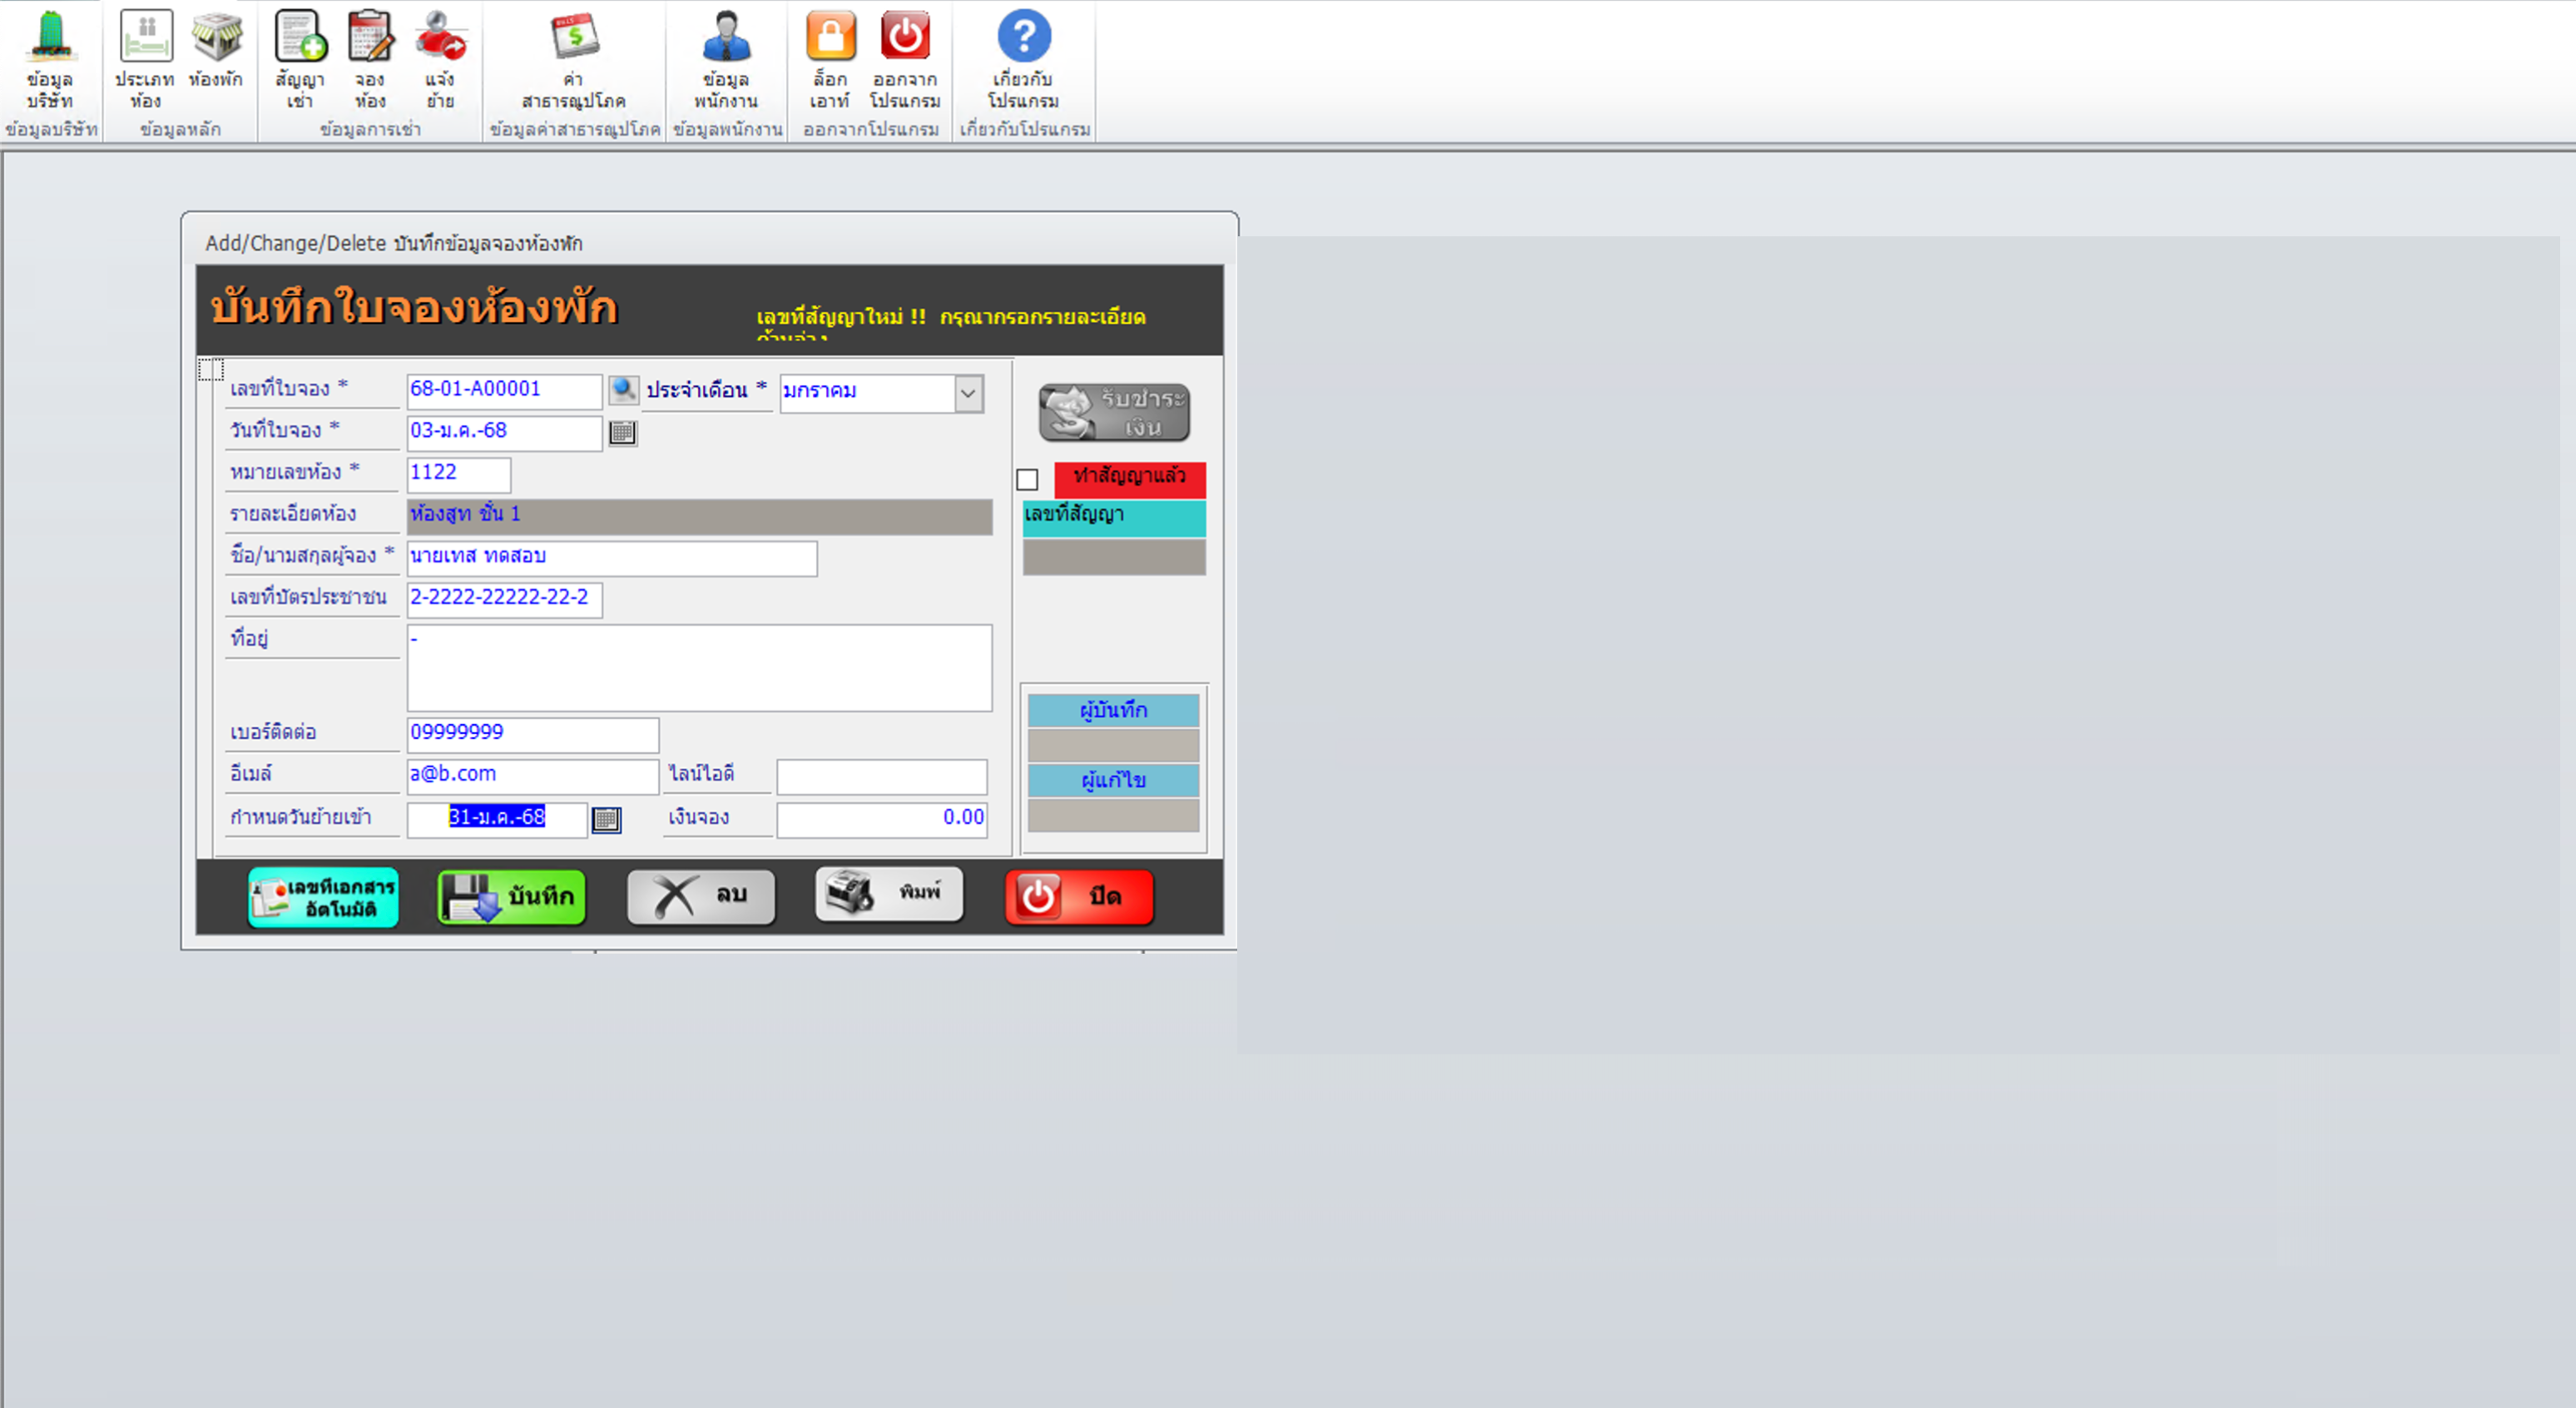 ข้อมูล
บริษัท
ประเภท
ห้อง
ห้องพัก
สัญญา
เช่า
จอง
ห้อง
แจ้ง
ย้าย
ค่า
สาธารณูปโภค
ข้อมูล
พนักงาน
ล็อก
เอาท์
ออกจาก
โปรแกรม
เกี่ยวกับ
โปรแกรม
ข้อมูลบริษัท
ข้อมูลหลัก
ข้อมูลการเช่า
ข้อมูลค่าสาธารณูปโภค
ข้อมูลพนักงาน
ออกจากโปรแกรม
เกี่ยวกับโปรแกรม
Add/Change/Delete บันทึกข้อมูลจองห้องพัก
บันทึกใบจองห้องพัก
เลขที่สัญญาใหม่ !! กรุณากรอกรายละเอียด
เลขที่ใบจอง * 68-01-A00001 ประจำเดือน * มกราคม
วันที่ใบจอง * 03-ม.ค.-68
หมายเลขห้อง * 1122
รายละเอียดห้อง ห้องสูท ชั้น 1
ชื่อ/นามสกุลผู้จอง * นายเทส ทดสอบ
เลขที่บัตรประชาชน 2-2222-22222-22-2
ที่อยู่ -
เบอร์ติดต่อ 09999999
อีเมล์ a@b.com ไลน์ไอดี
กำหนดวันย้ายเข้า 31-ม.ค.-68 เงินจอง 0.00
รับชำระ
เงิน
ทำสัญญาแล้ว
เลขที่สัญญา
ผู้บันทึก
ผู้แก้ไข
เลขที่เอกสาร
อัตโนมัติ
บันทึก
ลบ
พิมพ์
ปิด